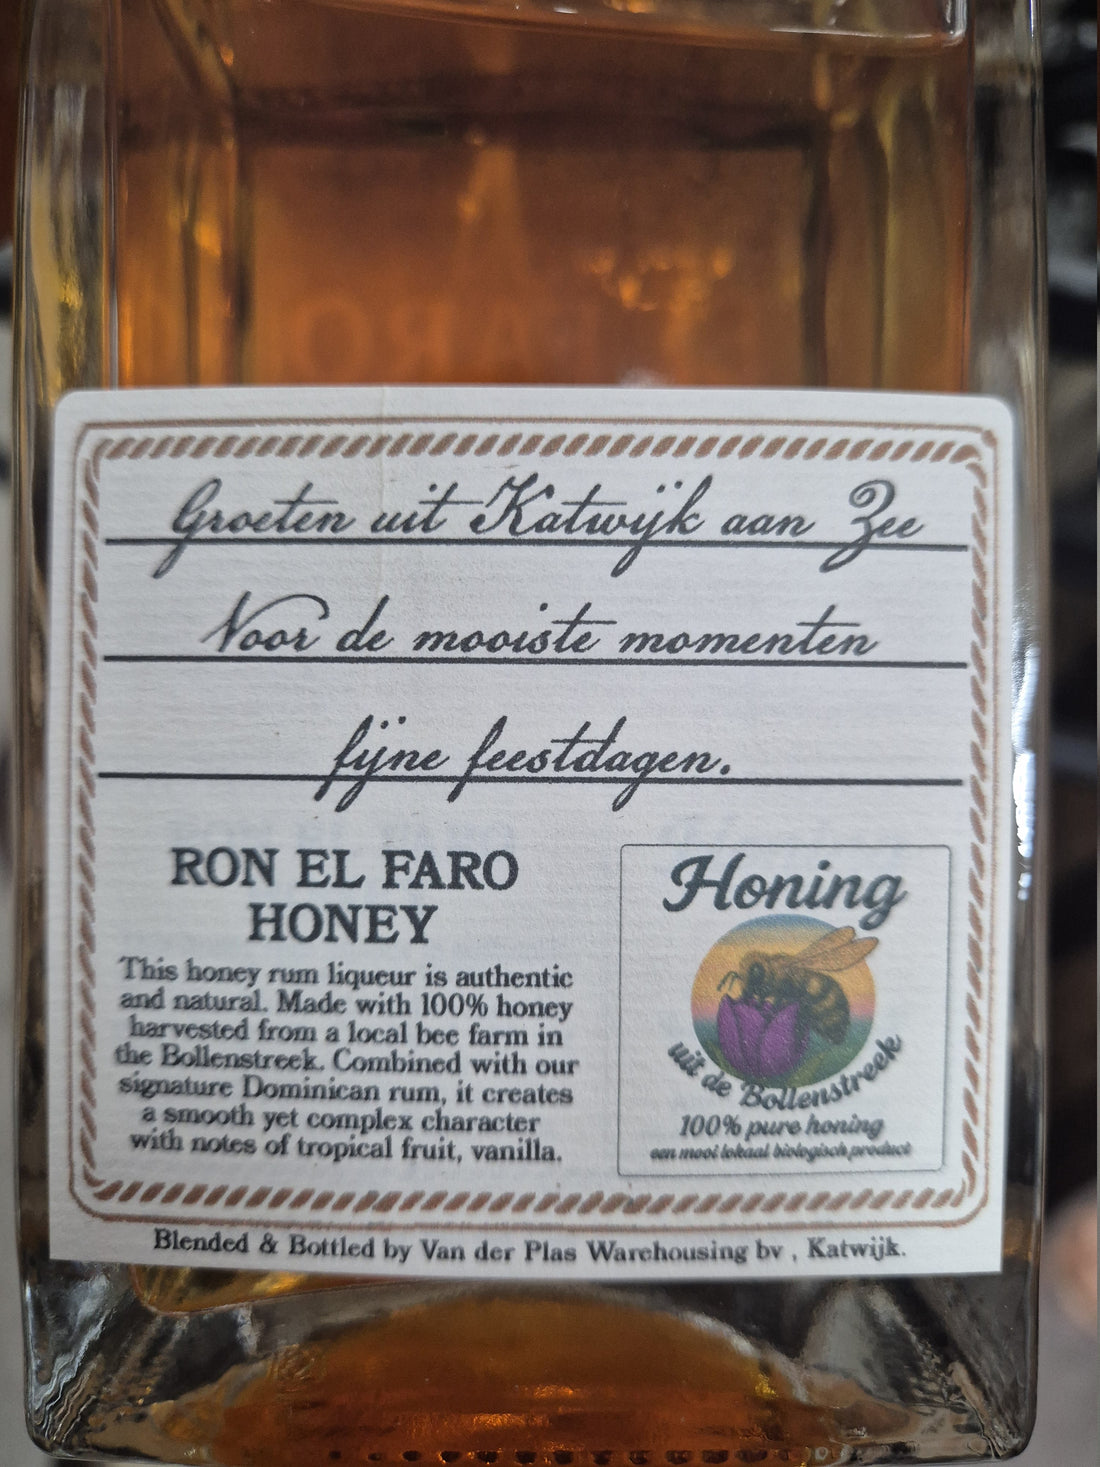 Groeten uit Katwijk aan Zee
Voor de mooiste momenten
fijne feestdagen.
RON EL FARO
HONEY
This honey rum liqueur is authentic
and natural. Made with 100% honey
harvested from a local bee farm in
the Bollenstreek. Combined with our
signature Dominican rum, it creates
a smooth yet complex character
with notes of tropical fruit, vanilla.
Honing
uit de Bollenstreek
100% pure honing
een mooi lokaal biologisch product
Blended & Bottled by Van der Plas Warehousing bv , Katwijk.